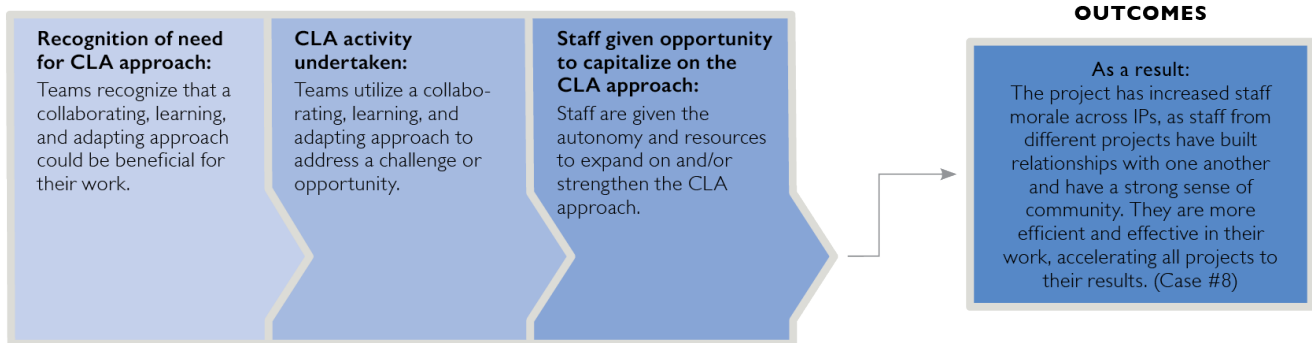 Recognition of need
for CLA approach:
Teams recognize that a
collaborating, learning,
and adapting approach
could be beneficial for
their work.
CLA activity
undertaken:
Teams utilize a collabo-
rating, learning, and
adapting approach to
address a challenge or
opportunity.
Staff given opportunity
to capitalize on the
CLA approach:
Staff are given the
autonomy and resources
to expand on and/or
strengthen the CLA
approach.
OUTCOMES
As a result:
The project has increased staff
morale across IPs, as staff from
different projects have built
relationships with one another
and have a strong sense of
community. They are more
efficient and effective in their
work, accelerating all projects to
their results. (Case #8)